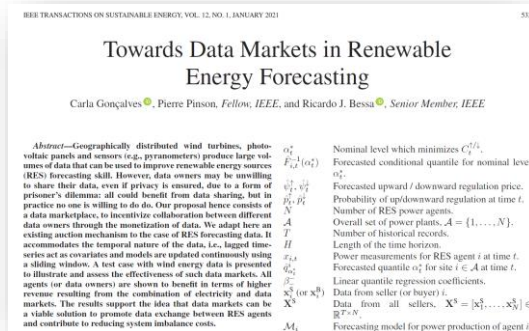 IEEE TRANSACTIONS ON SUSTAINABLE ENERGY, VOL. 12, NO. 1, JANUARY 2021
Towards Data Markets in Renewable
Energy Forecasting
Carla Gonçalves, Pierre Pinson, Fellow, IEEE, and Ricardo J. Bessa, Senior Member, IEEE
Abstract—Geographically distributed wind turbines, photo-
voltaic panels and sensors (e.g., pyranometers) produce large vol-
umes of data that can be used to improve renewable energy sources
(RES) forecasting skill. However, data owners may be unwilling
to share their data, even if privacy is ensured, due to a form of
prisoner's dilemma: all could benefit from data sharing, but in
practice no one is willing to do so. Our proposal hence consists of
a data marketplace, to incentivize collaboration between different
data owners through the monetization of data. We adapt here an
existing auction mechanism to the case of RES forecasting data. It
accommodates the temporal nature of the data, i.e., lagged time-
series act as covariates and models are updated continuously using
a sliding window. A test case with wind energy data is presented
to illustrate and assess the effectiveness of such data markets. All
agents (or data owners) are shown to benefit in terms of higher
revenue resulting from the combination of electricity and data
markets. The results support the idea that data markets can be
a viable solution to promote data exchange between RES agents
and contribute to reducing system imbalance costs.
Nominal level which minimizes
Forecasted conditional quantile for nominal leve
Forecasted upward / downward regulation price.
Probability of up/downward regulation at time t.
N Number of RES power agents.
A Overall set of power plants, A = {1, . . . , N}.
T Number of historical records.
H Length of the time horizon.
Power measurements for RES agent i at time t.
Forecasted quantile for site i ∈ A at time t.
Linear quantile regression coefficients.
Data from seller (or buyer) i.
Data from all sellers,
Forecasting model for power production of agent